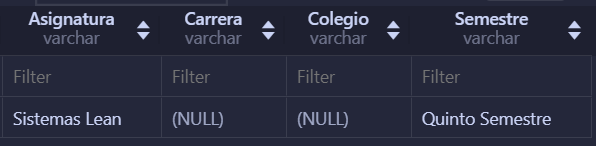 Asignatura Carrera Colegio Semestre
varchar varchar varchar varchar
Filter Filter Filter Filter
Sistemas Lean (NULL) (NULL) Quinto Semestre